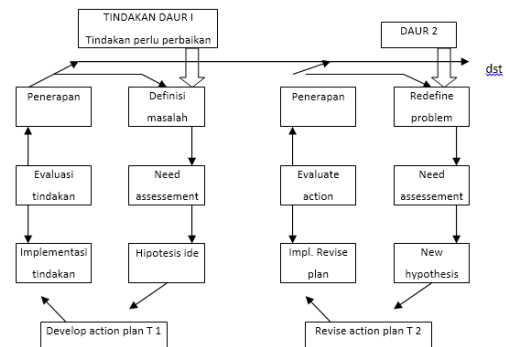 TINDAKAN DAUR I
Tindakan perlu perbaikan
DAUR 2
dst
Penerapan
Definisi
masalah
Penerapan
Redefine
problem
Evaluasi
tindakan
Need
assessement
Evaluate
action
Need
assessement
Implementasi
tindakan
Hipotesis ide
Impl. Revise
plan
New
hypothesis
Develop action plan T 1
Revise action plan T 2